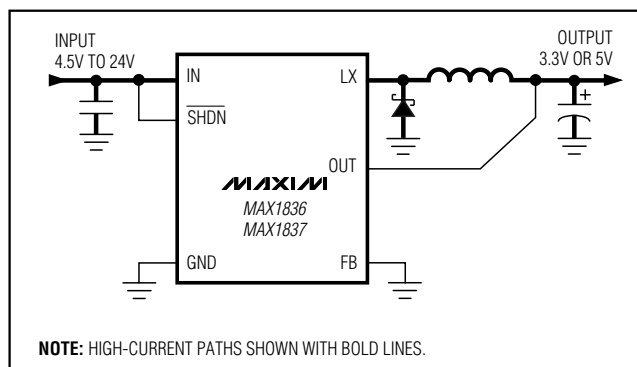 INPUT
4.5V TO 24V
OUTPUT
3.3V OR 5V
IN
LX
SHDN
OUT
MAXIM
MAX1836
MAX1837
GND
FB
+
NOTE: HIGH-CURRENT PATHS SHOWN WITH BOLD LINES.